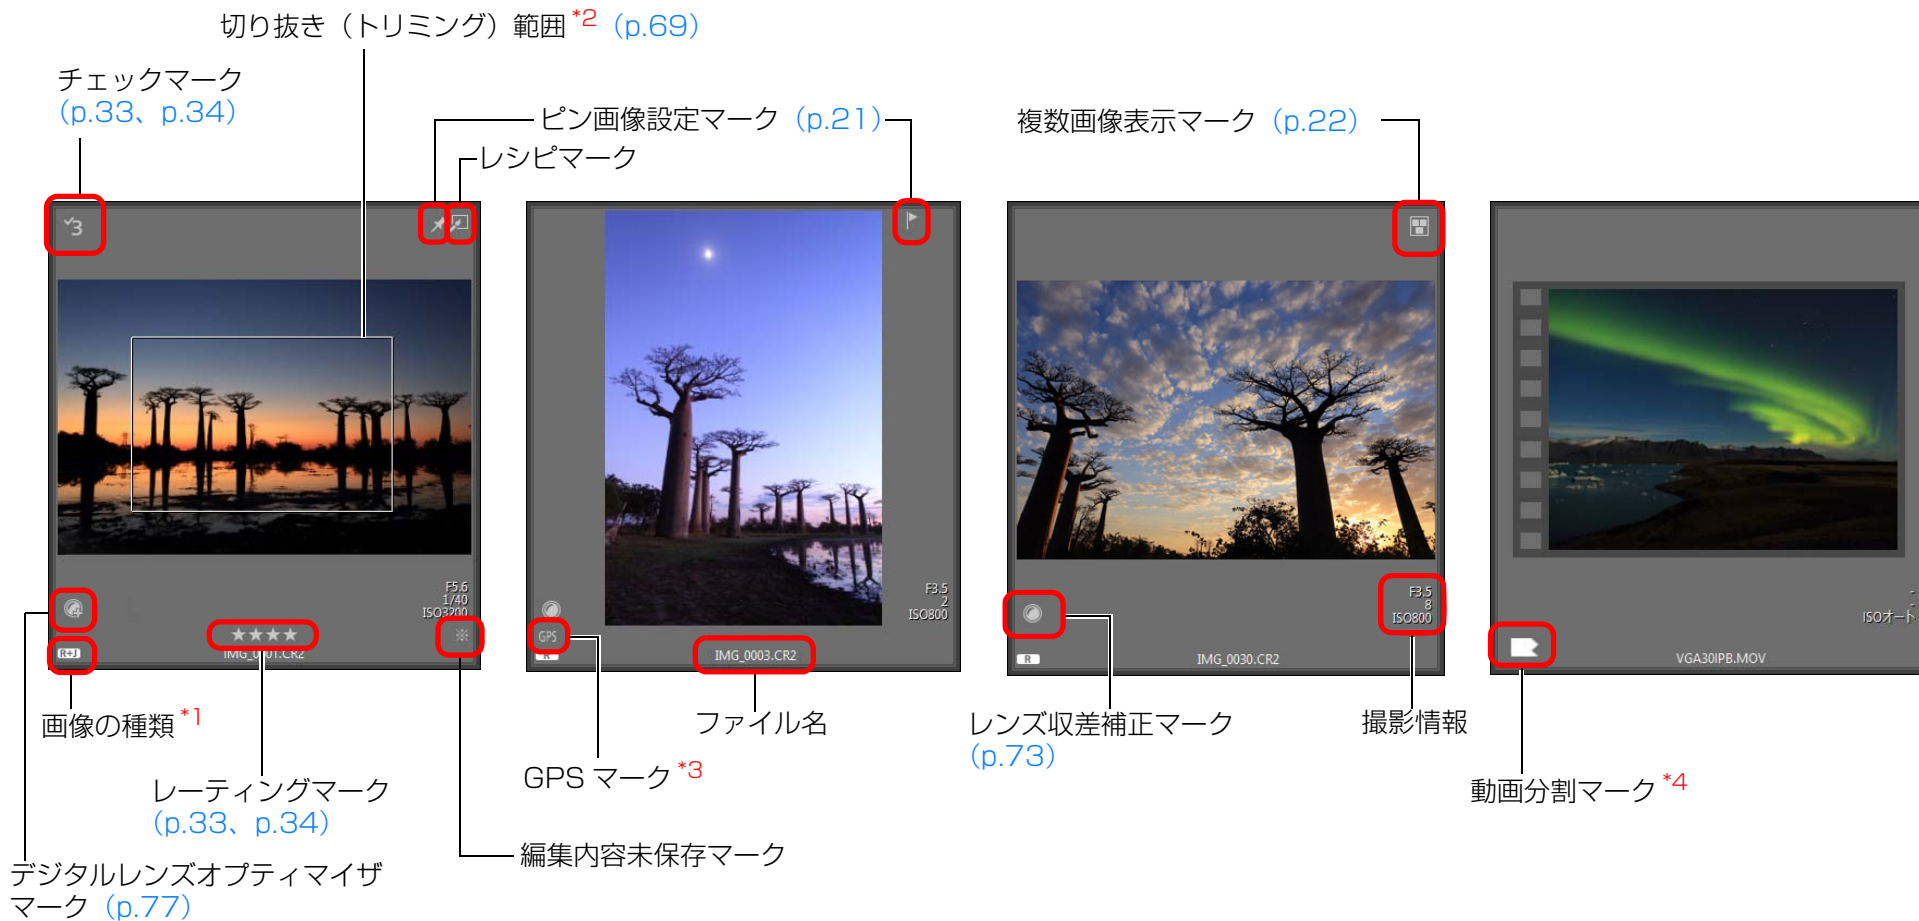 切り抜き（トリミング）範囲*2（p.69）
チェックマーク
（p.33、p.34）
ピン画像設定マーク（p.21）
複数画像表示マーク（p.22）
レシピマーク
3
F5.6
1/40
ISO3200
★★★★
※
R+J
IMG_0001.CR2
F3.5
2
ISO800
GPS
R
IMG_0003.CR2
F3.5
8
ISO800
R
IMG_0030.CR2
-
-
ISOオート
VGA30IPB.MOV
画像の種類*1
ファイル名
レンズ収差補正マーク
（p.73）
撮影情報
GPS マーク*3
動画分割マーク*4
レーティングマーク
（p.33、p.34）
編集内容未保存マーク
デジタルレンズオプティマイザ
マーク（p.77）